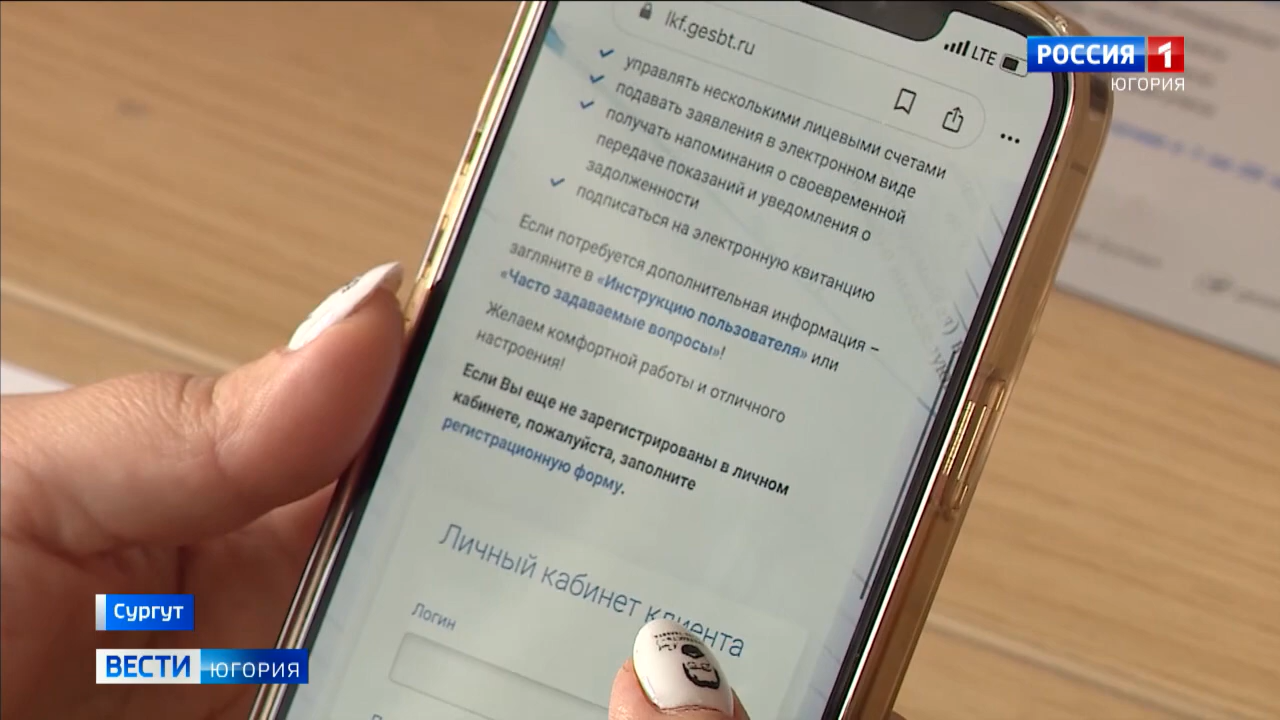 lkf.gesbt.ru
LTE
РОССИЯ 1
ЮГОРИЯ
управлять несколькими лицевыми счетами
подавать заявления в электронном виде
получать напоминания о своевременной
передаче показаний и уведомления о
задолженности
подписаться на электронную квитанцию
Если потребуется дополнительная информация –
загляните в «Инструкцию пользователя» или
«Часто задаваемые вопросы»!
Желаем комфортной работы и отличного
настроения!
Если Вы еще не зарегистрированы в личном
кабинете, пожалуйста, заполните
регистрационную форму.
Личный кабинет клиента
Логин
Сургут
ВЕСТИ ЮГОРИЯ